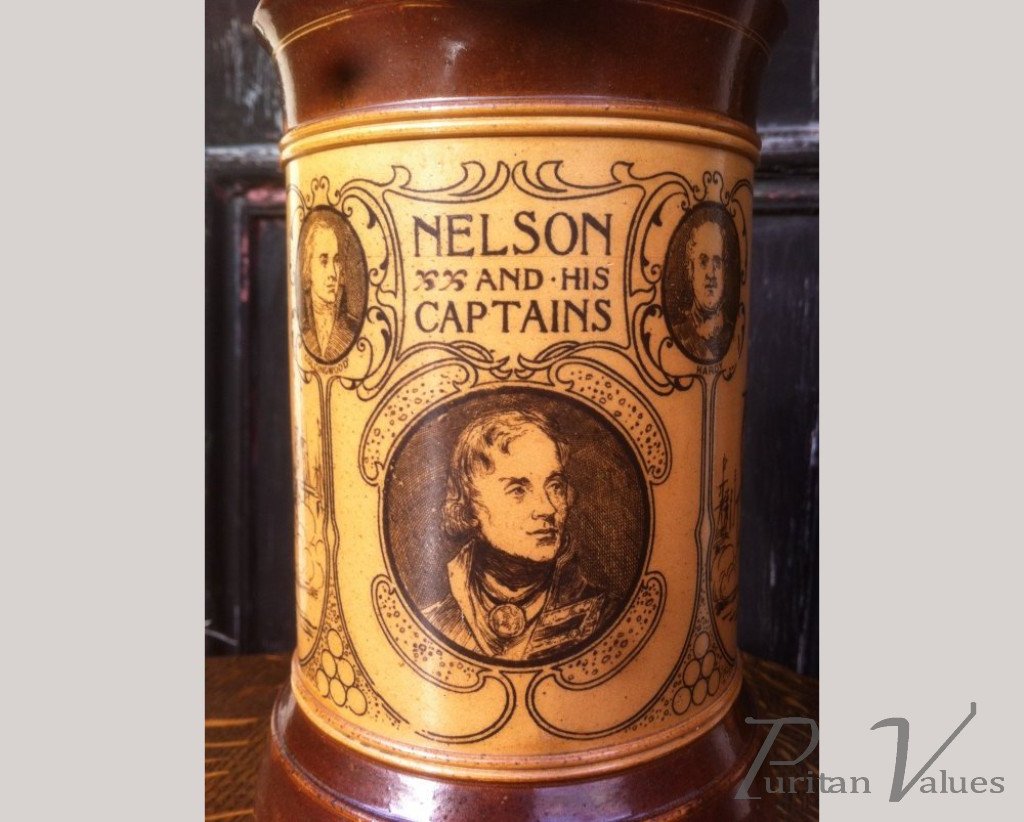 NELSON
AND · HIS
CAPTAINS
Puritan Values